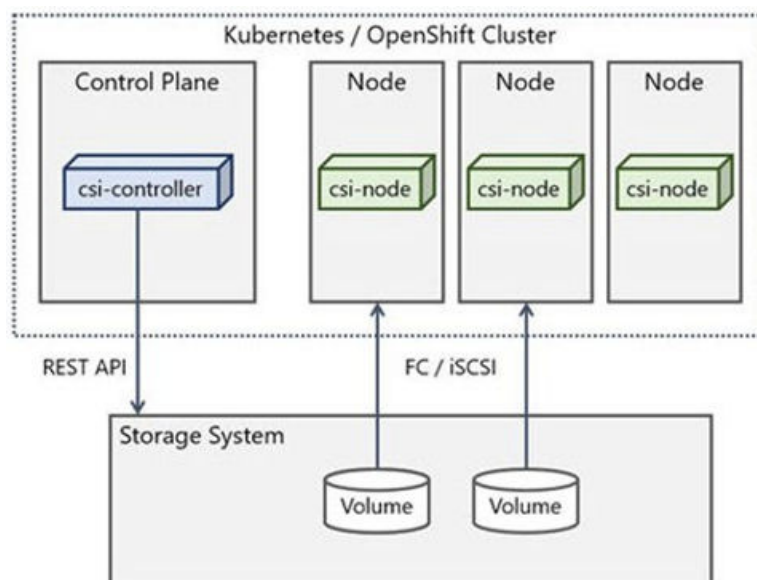 Kubernetes / OpenShift Cluster
Control Plane
Node
Node
Node
csi-controller
csi-node
csi-node
csi-node
REST API
FC / iSCSI
Storage System
Volume
Volume